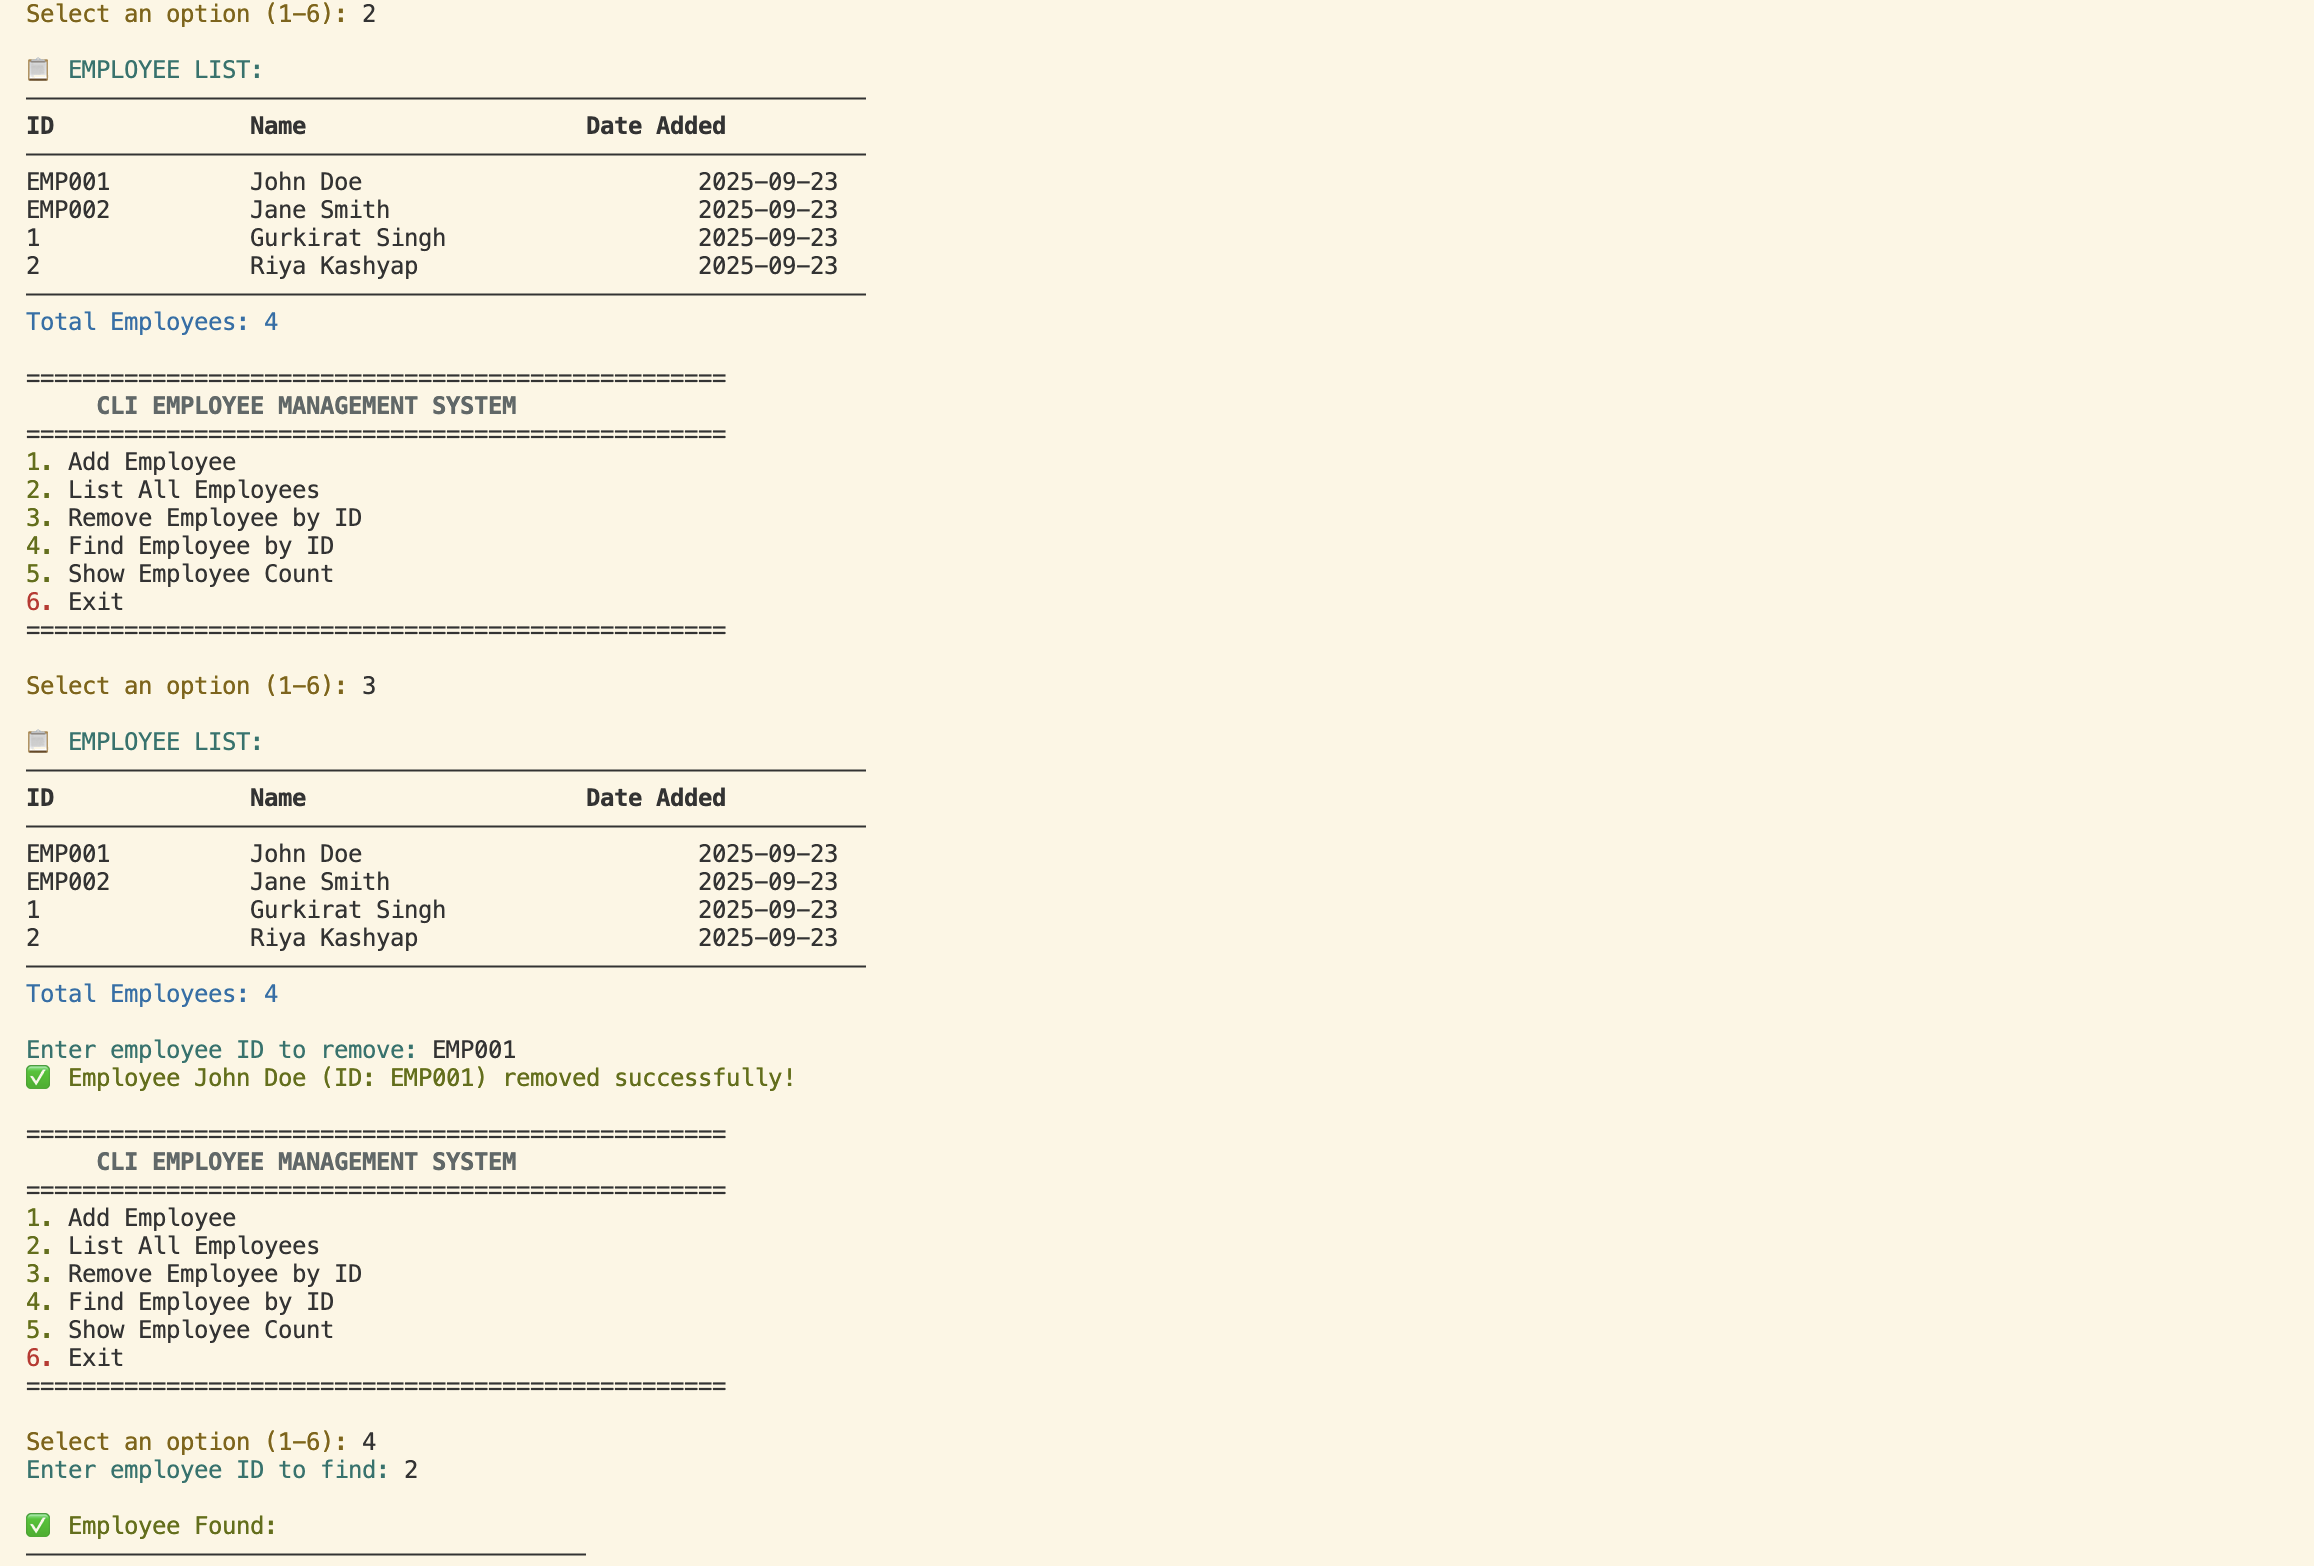 Select an option (1-6): 2
📋 EMPLOYEE LIST:
ID Name Date Added
EMP001 John Doe 2025-09-23
EMP002 Jane Smith 2025-09-23
1 Gurkirat Singh 2025-09-23
2 Riya Kashyap 2025-09-23
Total Employees: 4
==================================================
CLI EMPLOYEE MANAGEMENT SYSTEM
==================================================
1. Add Employee
2. List All Employees
3. Remove Employee by ID
4. Find Employee by ID
5. Show Employee Count
6. Exit
==================================================
Select an option (1-6): 3
📋 EMPLOYEE LIST:
ID Name Date Added
EMP001 John Doe 2025-09-23
EMP002 Jane Smith 2025-09-23
1 Gurkirat Singh 2025-09-23
2 Riya Kashyap 2025-09-23
Total Employees: 4
Enter employee ID to remove: EMP001
✅ Employee John Doe (ID: EMP001) removed successfully!
==================================================
CLI EMPLOYEE MANAGEMENT SYSTEM
==================================================
1. Add Employee
2. List All Employees
3. Remove Employee by ID
4. Find Employee by ID
5. Show Employee Count
6. Exit
==================================================
Select an option (1-6): 4
Enter employee ID to find: 2
✅ Employee Found: